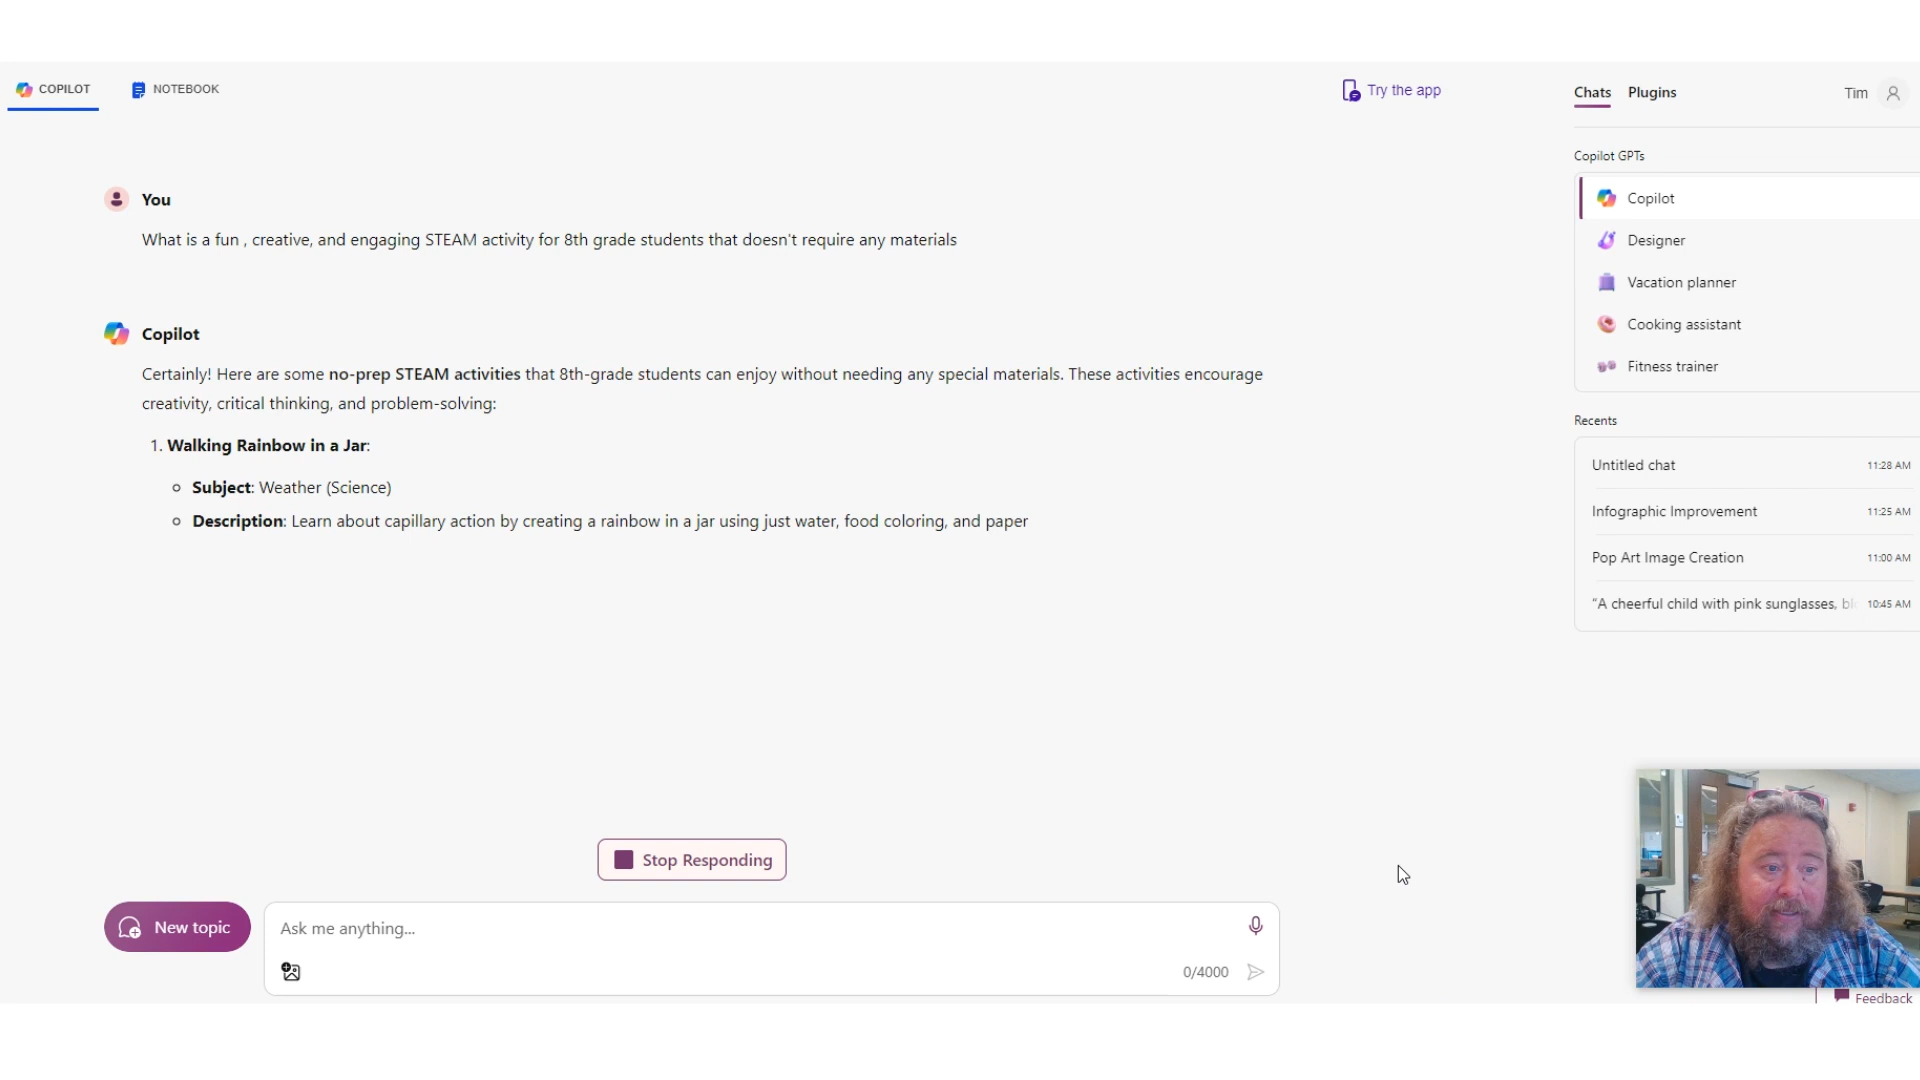 COPILOT
NOTEBOOK
Try the app
Chats
Plugins
Tim
Copilot GPTs
Copilot
Designer
Vacation planner
Cooking assistant
Fitness trainer
Recents
Untitled chat 11:28 AM
Infographic Improvement 11:25 AM
Pop Art Image Creation 11:00 AM
"A cheerful child with pink sunglasses, 10:45 AM
You
What is a fun , creative, and engaging STEAM activity for 8th grade students that doesn't require any materials
Copilot
Certainly! Here are some no-prep STEAM activities that 8th-grade students can enjoy without needing any special materials. These activities encourage
creativity, critical thinking, and problem-solving:
1. Walking Rainbow in a Jar:
Subject: Weather (Science)
Description: Learn about capillary action by creating a rainbow in a jar using just water, food coloring, and paper
Stop Responding
New topic
Ask me anything...
0/4000
Feedback